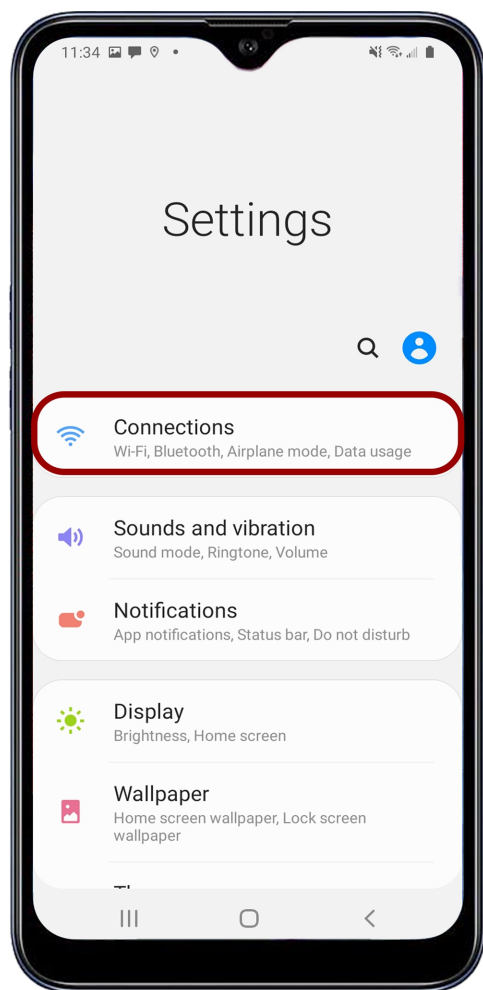 11:34
Settings
Connections
Wi-Fi, Bluetooth, Airplane mode, Data usage
Sounds and vibration
Sound mode, Ringtone, Volume
Notifications
App notifications, Status bar, Do not disturb
Display
Brightness, Home screen
Wallpaper
Home screen wallpaper, Lock screen
wallpaper